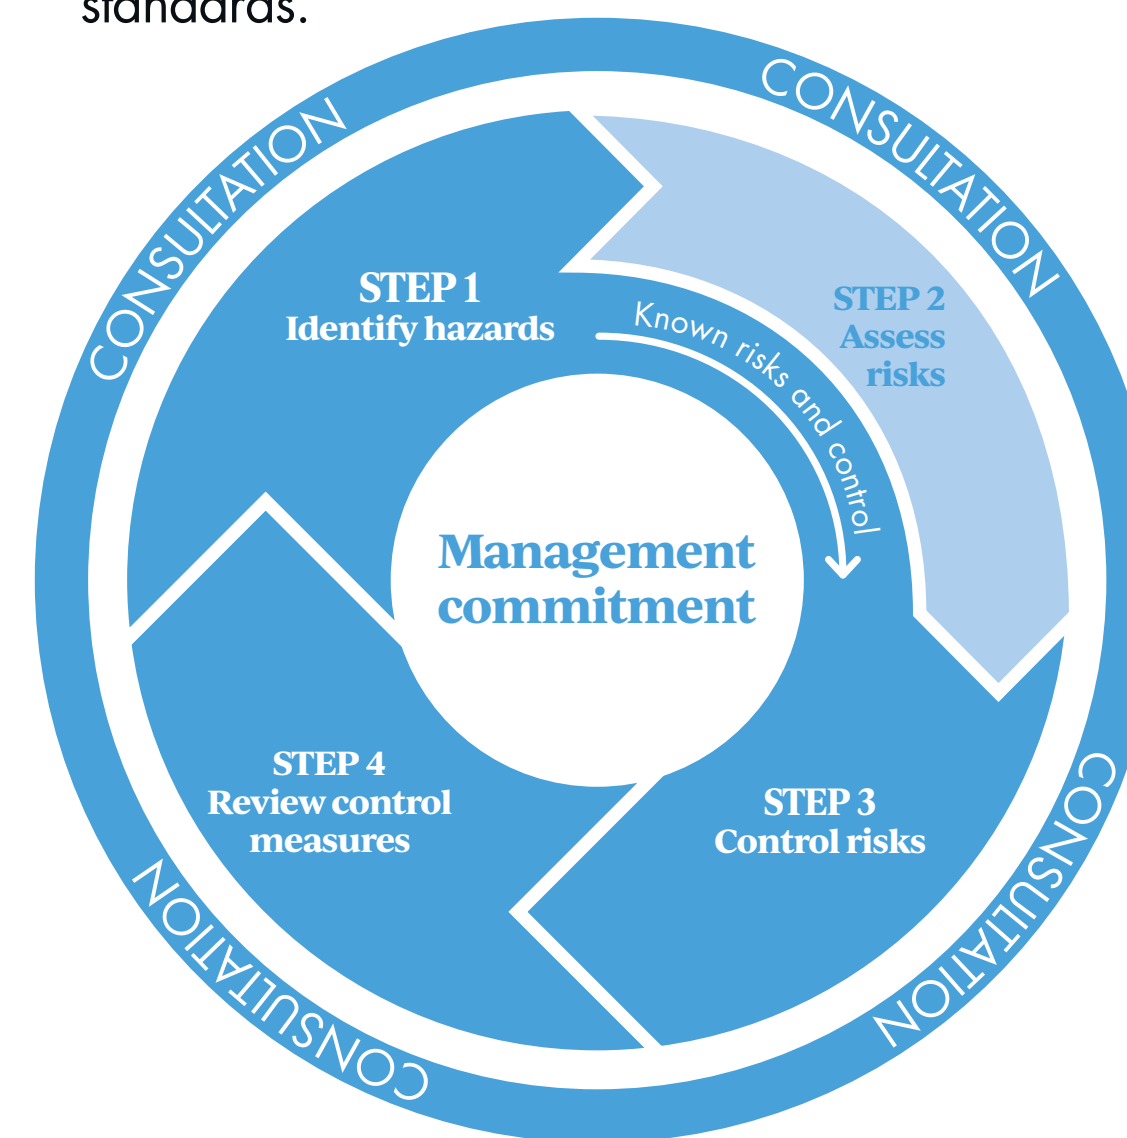 standards.
CONSULTATION
CONSULTATION
STEP 1
Identify hazards
Known risks and control
STEP 2
Assess
risks
Management
commitment
STEP 4
Review control
measures
STEP 3
Control risks
CONSULTATION
CONSULTATION